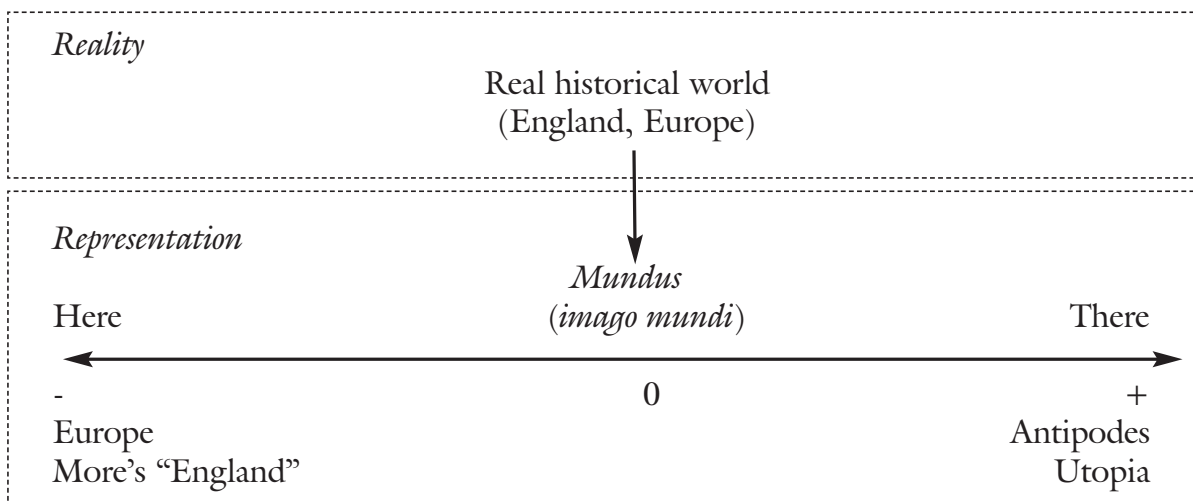 Reality
Real historical world
(England, Europe)
Representation
Mundus
Here (imago mundi) There
- 0 +
Europe Antipodes
More’s “England” Utopia